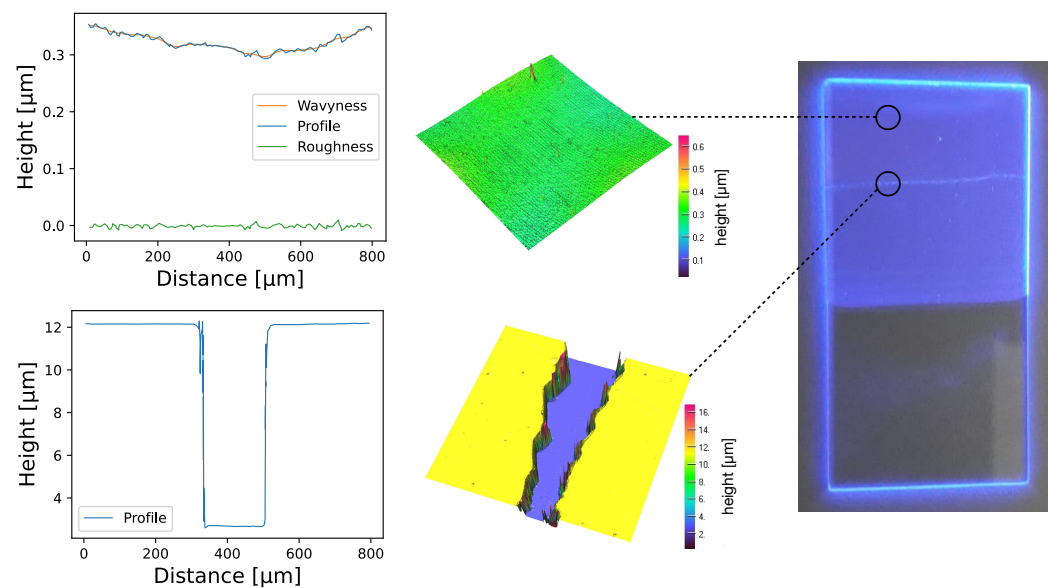 Height [µm]
0.3
0.2
0.1
0.0
Wavyness
Profile
Roughness
0 200 400 600 800
Distance [µm]
0.6
0.5
0.4
0.3
0.2
0.1
height [µm]
Height [µm]
12
10
8
6
4
Profile
0 200 400 600 800
Distance [µm]
16.
14.
12.
10.
8.
6.
4.
2.
height [µm]